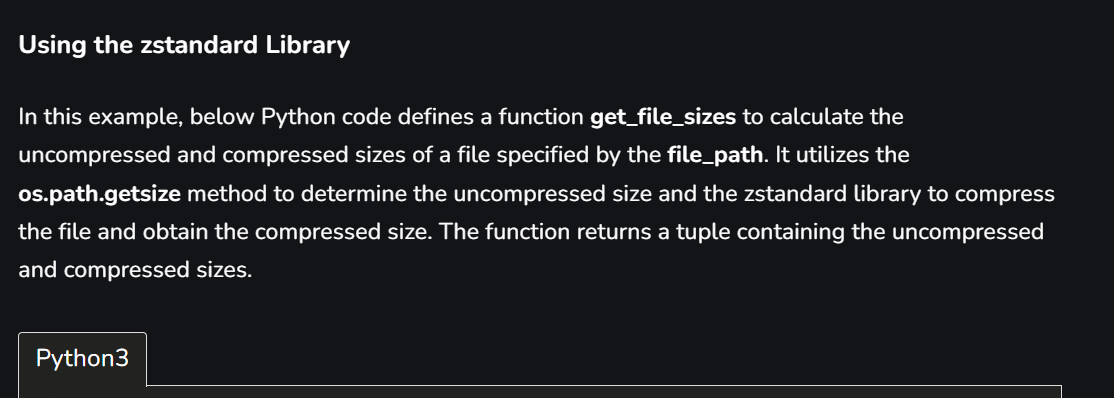 Using the zstandard Library
In this example, below Python code defines a function get_file_sizes to calculate the
uncompressed and compressed sizes of a file specified by the file_path. It utilizes the
os.path.getsize method to determine the uncompressed size and the zstandard library to compress
the file and obtain the compressed size. The function returns a tuple containing the uncompressed
and compressed sizes.
Python3